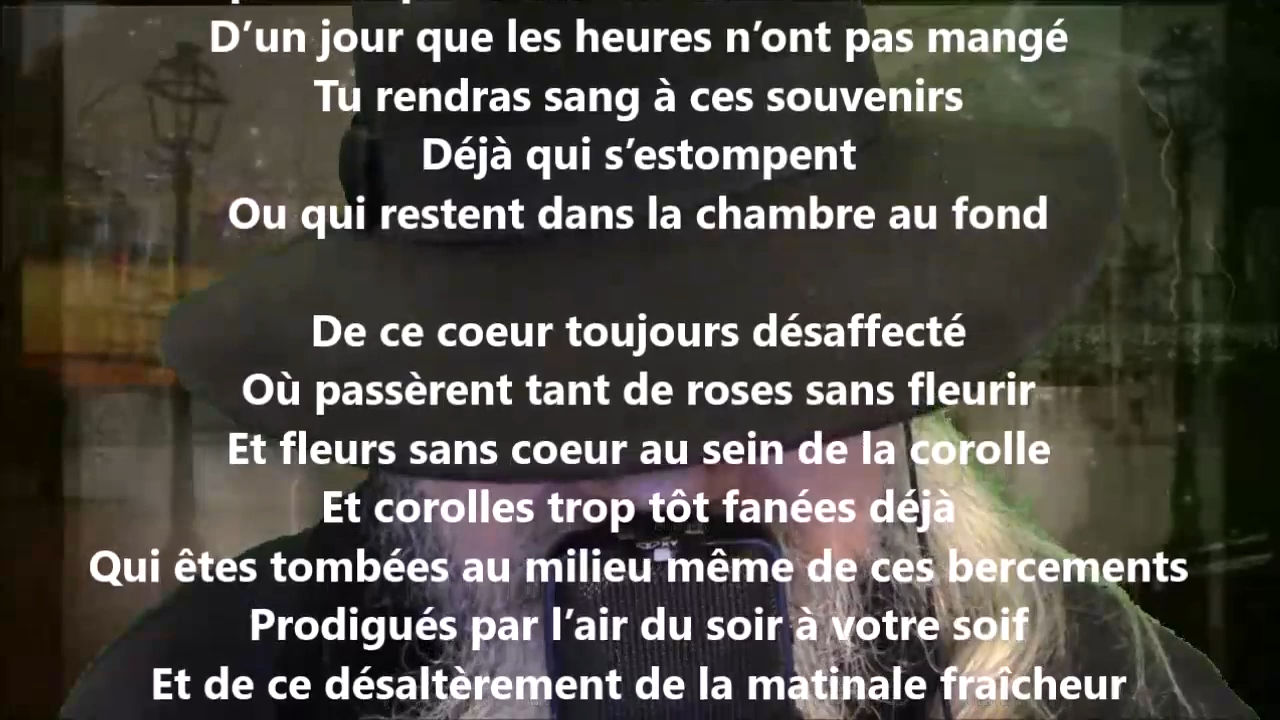 D’un jour que les heures n’ont pas mangé
Tu rendras sang à ces souvenirs
Déjà qui s’estompent
Ou qui restent dans la chambre au fond
De ce coeur toujours désaffecté
Où passèrent tant de roses sans fleurir
Et fleurs sans coeur au sein de la corolle
Et corolles trop tôt fanées déjà
Qui êtes tombées au milieu même de ces bercements
Prodigués par l’air du soir à votre soif
Et de ce désaltèrement de la matinale fraîcheur